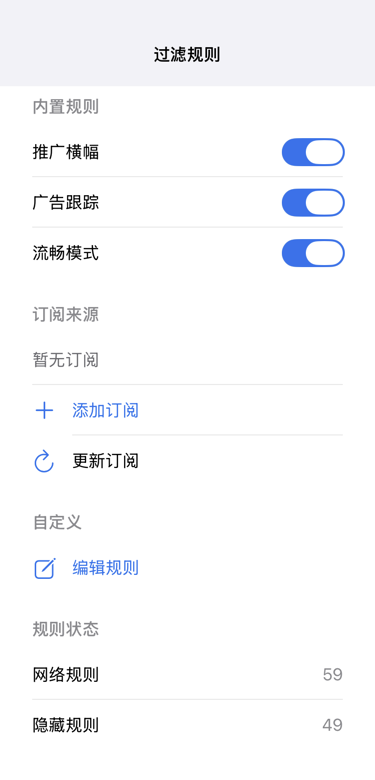 过滤规则
内置规则
推广横幅
广告跟踪
流畅模式
订阅来源
暂无订阅
添加订阅
更新订阅
自定义
编辑规则
规则状态
网络规则 59
隐藏规则 49